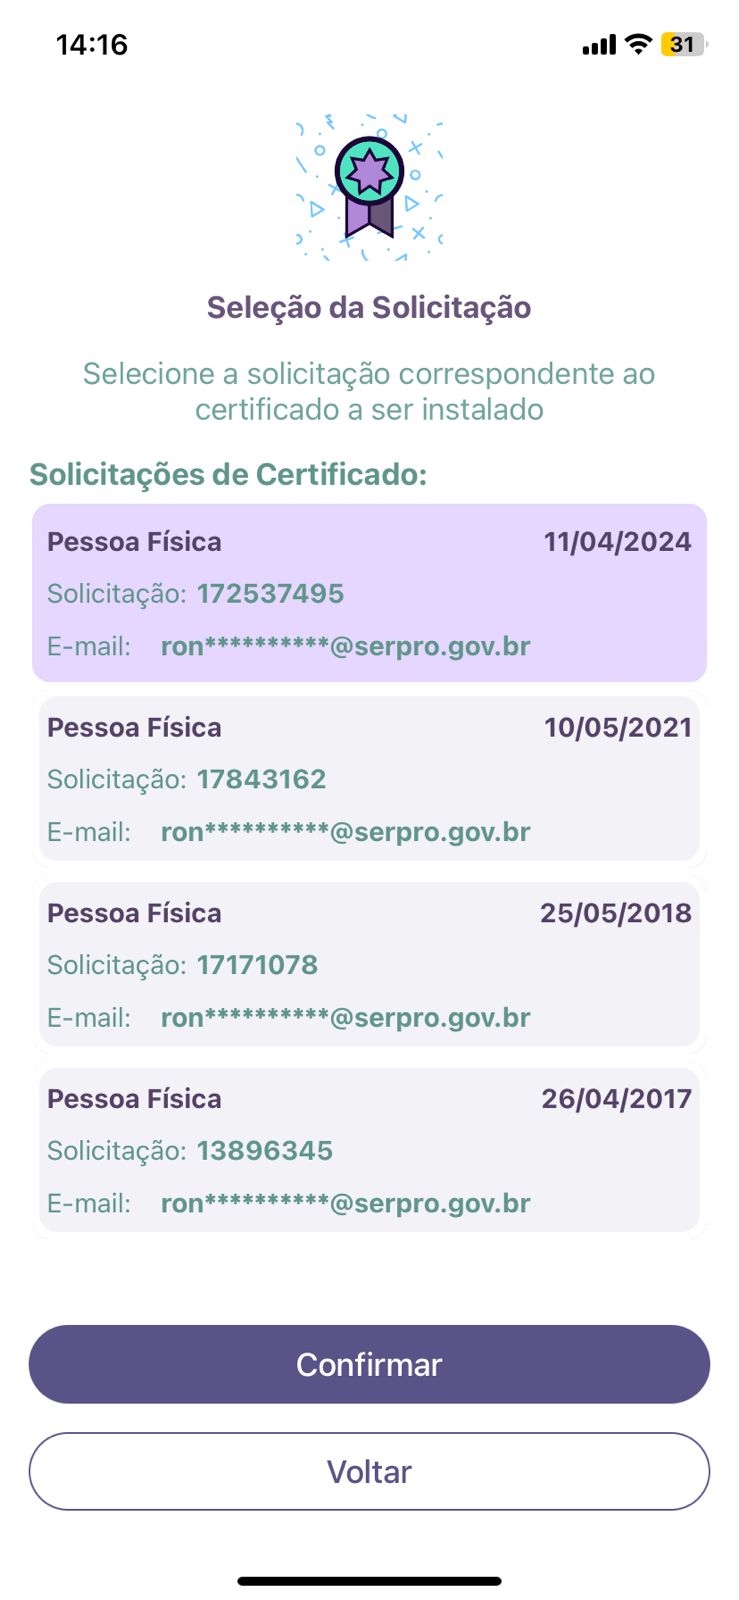 14:16
31
Seleção da Solicitação
Selecione a solicitação correspondente ao
certificado a ser instalado
Solicitações de Certificado:
Pessoa Física 11/04/2024
Solicitação: 172537495
E-mail: ron**********@serpro.gov.br
Pessoa Física 10/05/2021
Solicitação: 17843162
E-mail: ron**********@serpro.gov.br
Pessoa Física 25/05/2018
Solicitação: 17171078
E-mail: ron**********@serpro.gov.br
Pessoa Física 26/04/2017
Solicitação: 13896345
E-mail: ron**********@serpro.gov.br
Confirmar
Voltar